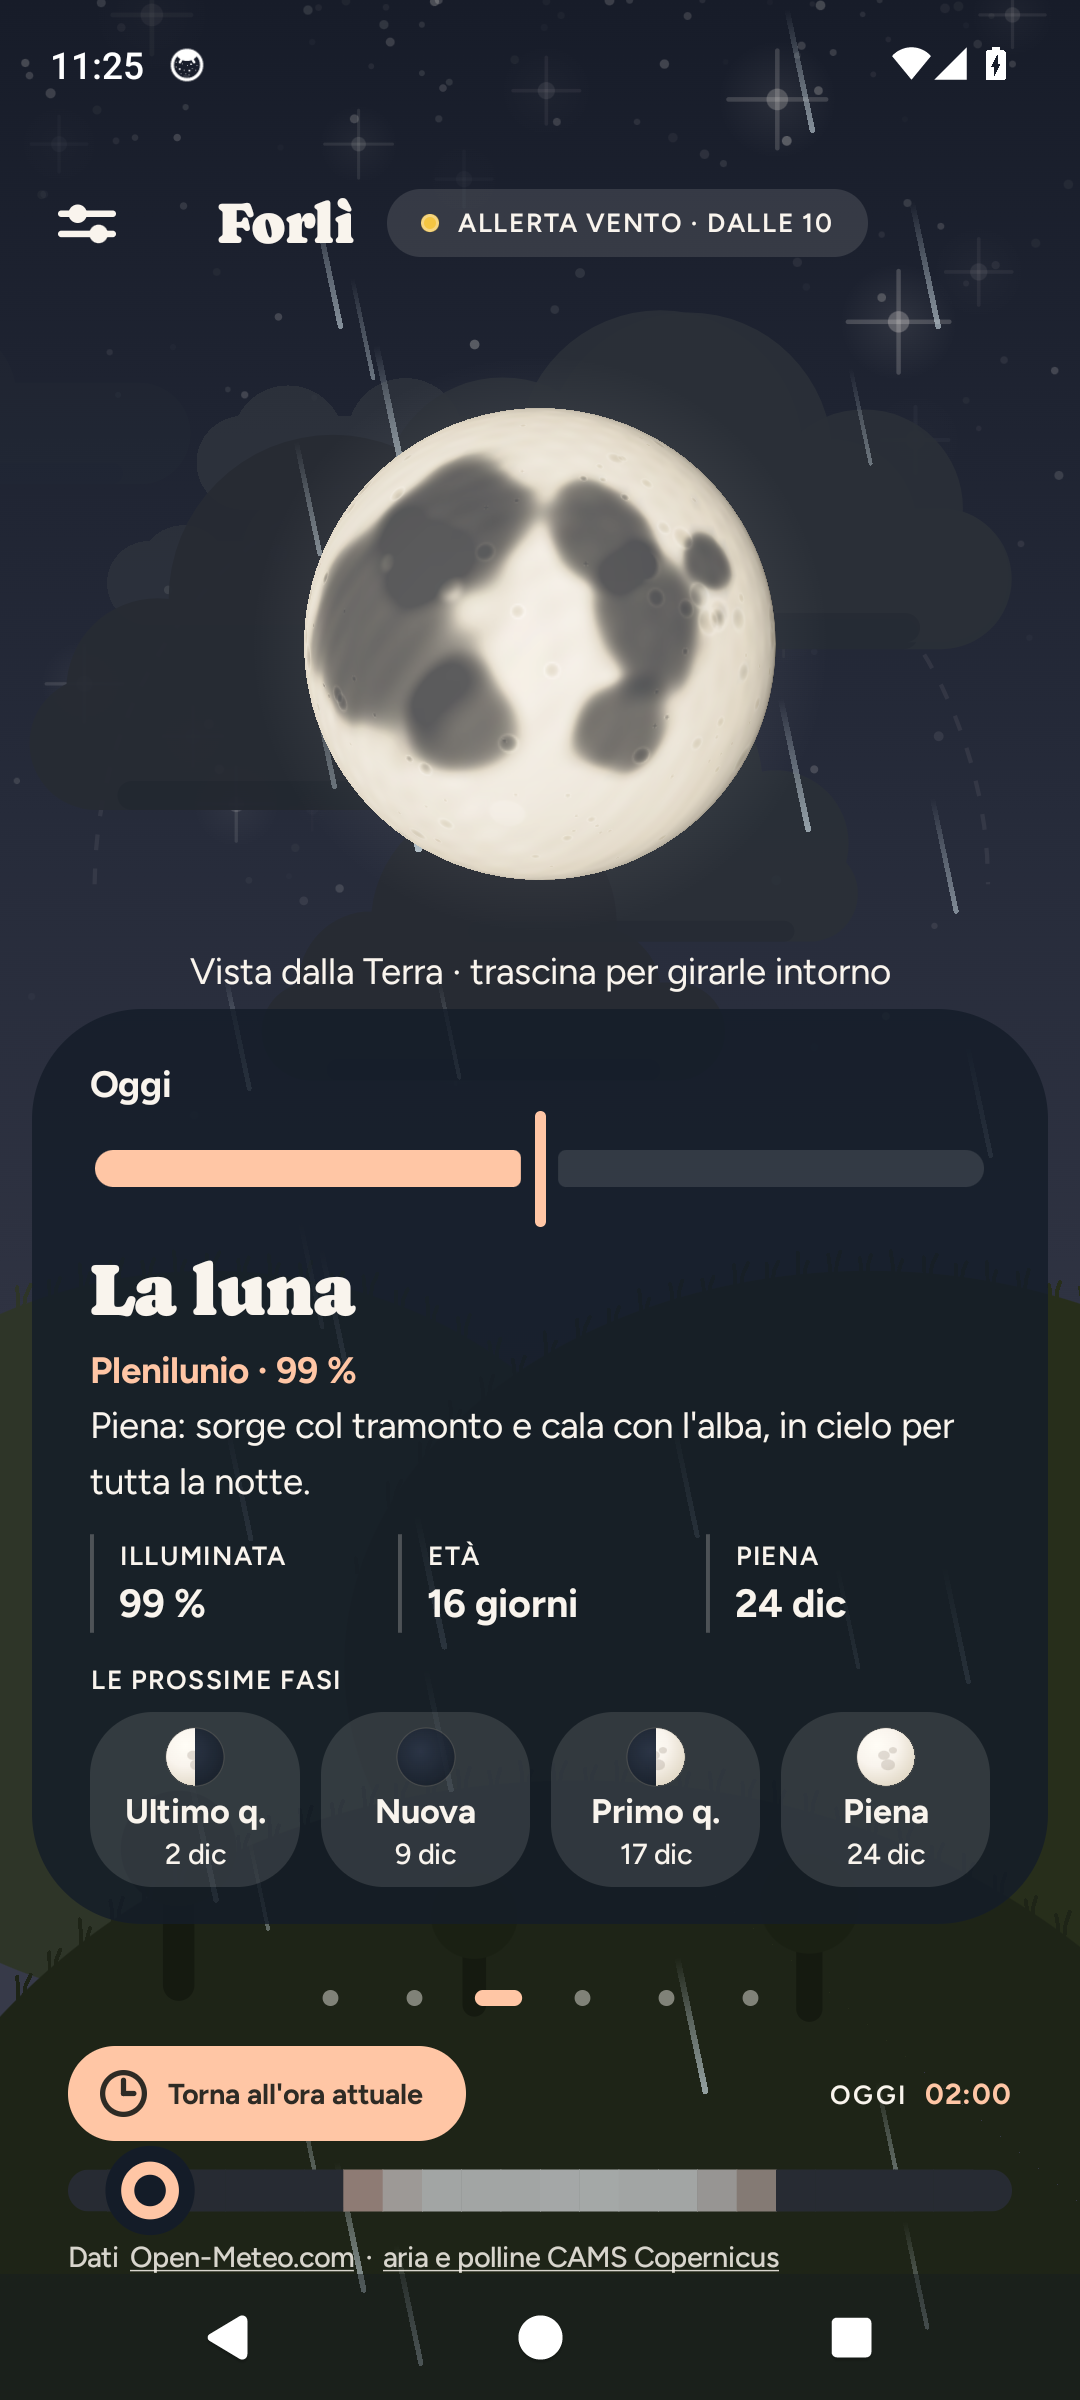 11:25
Forlì
ALLERTA VENTO · DALLE 10
Vista dalla Terra · trascina per girarle intorno
Oggi
La luna
Plenilunio · 99 %
Piena: sorge col tramonto e cala con l'alba, in cielo per
tutta la notte.
ILLUMINATA ETÀ PIENA
99 % 16 giorni 24 dic
LE PROSSIME FASI
Ultimo q. Nuova Primo q. Piena
2 dic 9 dic 17 dic 24 dic
Torna all'ora attuale OGGI 02:00
Dati Open-Meteo.com · aria e polline CAMS Copernicus